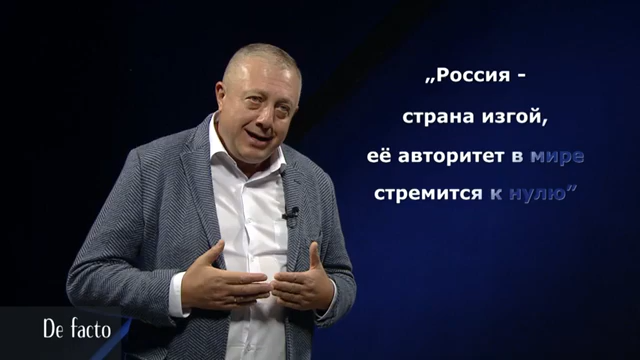 „Россия -
страна изгой,
её авторитет в мире
стремится к нулю”
De facto